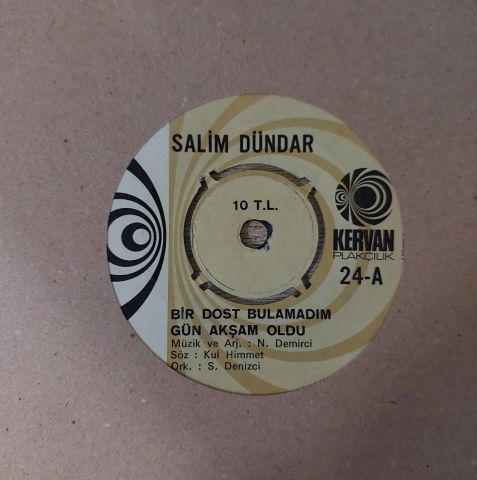 SALİM DÜNDAR
10 T.L.
KERVAN
PLAKÇILIK
24-A
BİR DOST BULAMADIM
GÜN AKŞAM OLDU
Müzik ve Arj. : N. Demirci
Söz : Kul Himmet
Ork. : S. Denizci